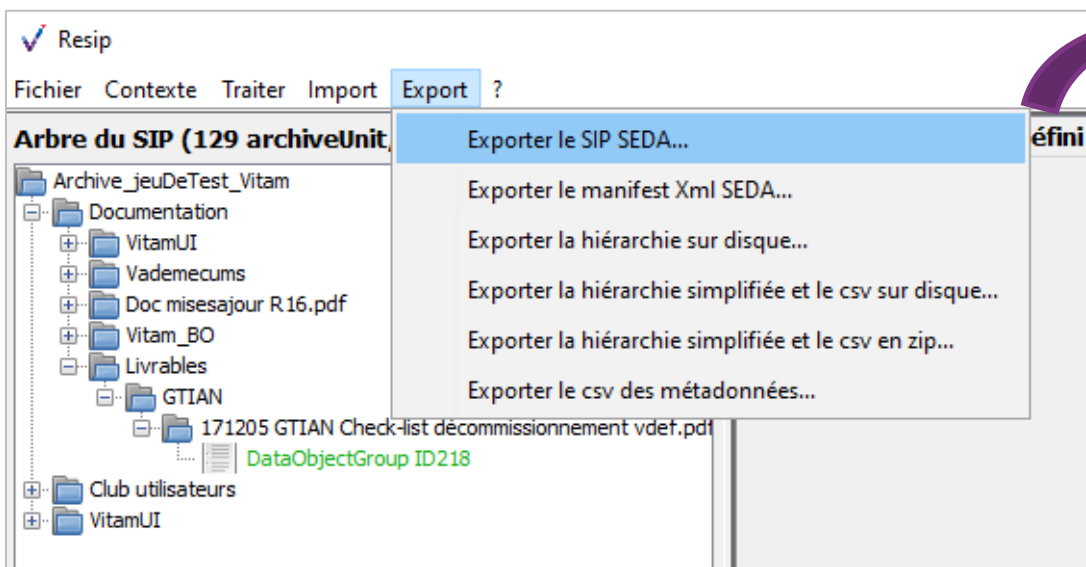 Resip
Fichier Contexte Traiter Import Export ?
Arbre du SIP (129 archiveUnit,
éfini
Exporter le SIP SEDA...
Exporter le manifest Xml SEDA...
Exporter la hiérarchie sur disque...
Exporter la hiérarchie simplifiée et le csv sur disque...
Exporter la hiérarchie simplifiée et le csv en zip...
Exporter le csv des métadonnées...
Archive_jeuDeTest_Vitam
Documentation
VitamUI
Vademecums
Doc misesajour R16.pdf
Vitam_BO
Livrables
GTIAN
171205 GTIAN Check-list décommissionnement vdef.pdf
DataObjectGroup ID218
Club utilisateurs
VitamUI